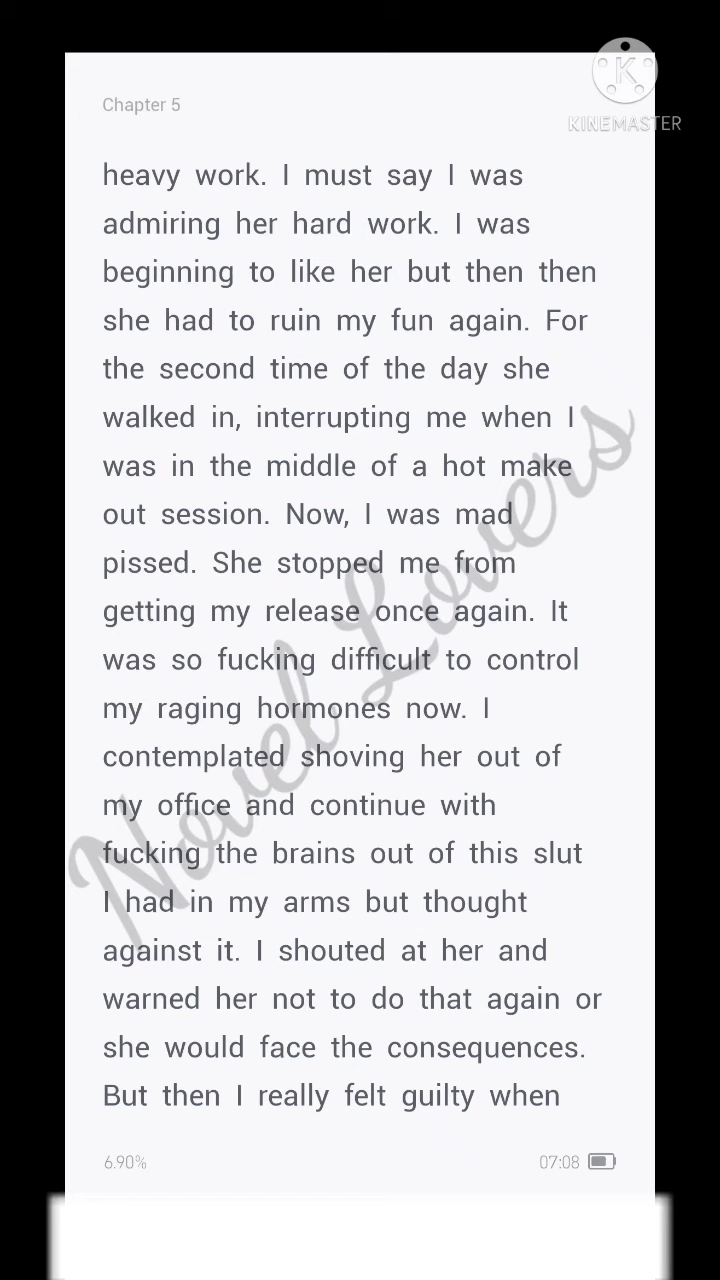 Chapter 5
KINEMASTER
heavy work. I must say I was
admiring her hard work. I was
beginning to like her but then then
she had to ruin my fun again. For
the second time of the day she
walked in, interrupting me when I
was in the middle of a hot make
out session. Now, I was mad
pissed. She stopped me from
getting my release once again. It
was so fucking difficult to control
my raging hormones now. I
contemplated shoving her out of
my office and continue with
fucking the brains out of this slut
I had in my arms but thought
against it. I shouted at her and
warned her not to do that again or
she would face the consequences.
But then I really felt guilty when
Novel Lovers
6.90%
07:08